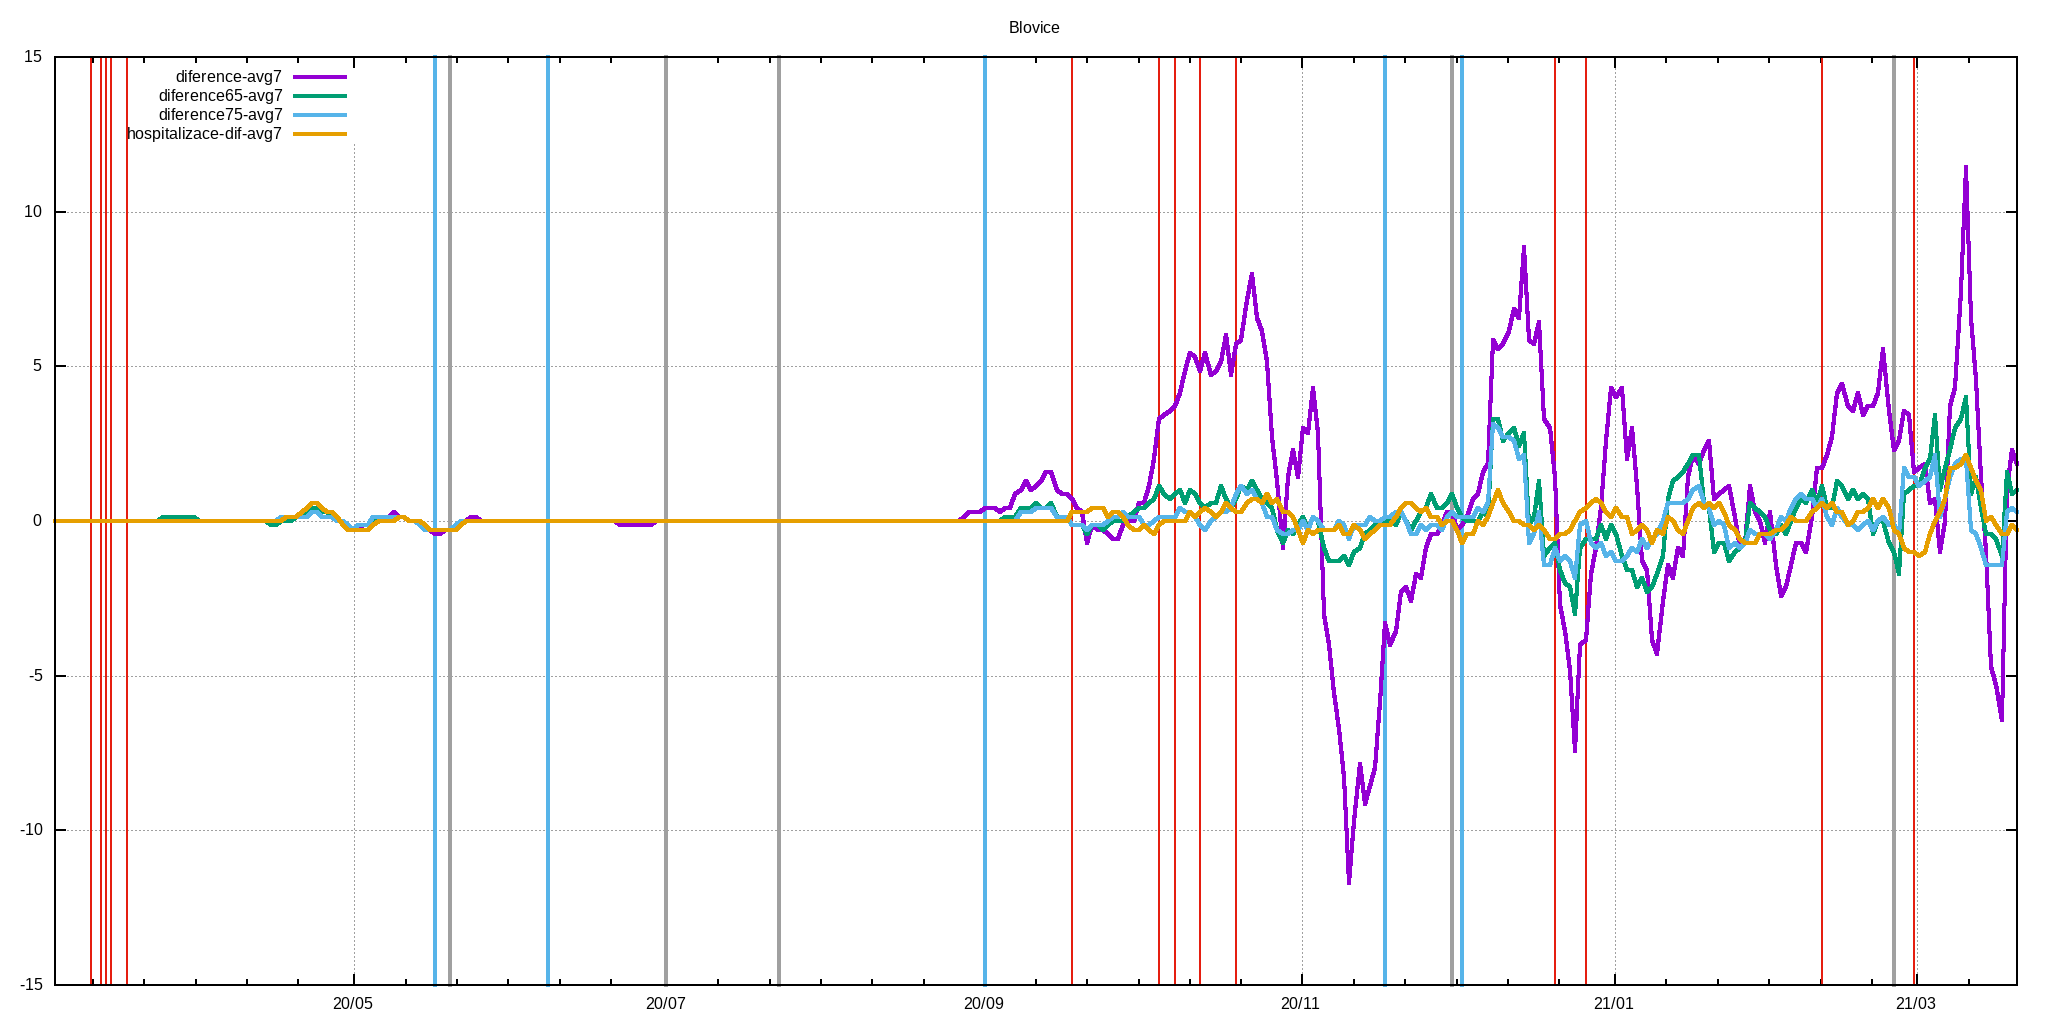 Blovice
15
10
5
0
-5
-10
-15
diference-avg7
diference65-avg7
diference75-avg7
hospitalizace-dif-avg7
20/05
20/07
20/09
20/11
21/01
21/03